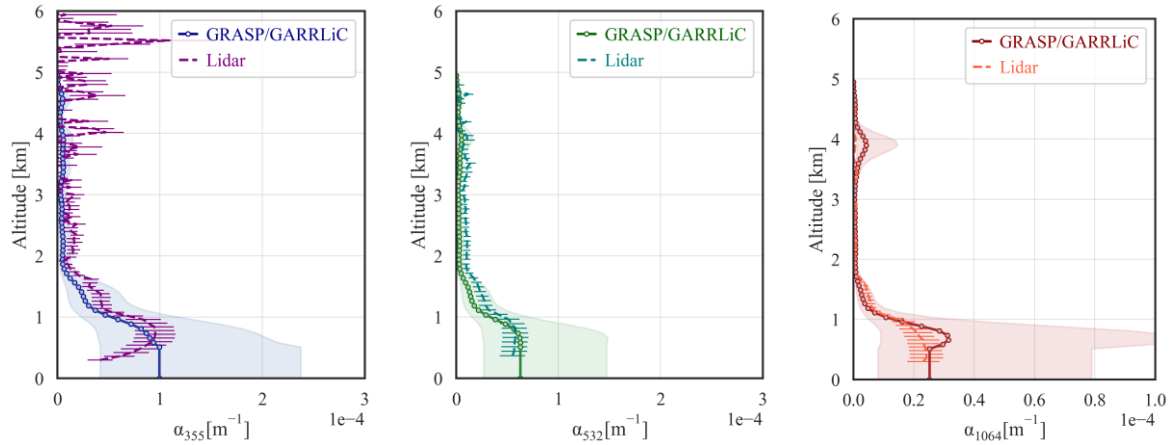 6
5
4
3
2
1
0
Altitude [km]
GRASP/GARRLiC
Lidar
0
1
2
3
1e−4
α355[m⁻¹]
6
5
4
3
2
1
0
Altitude [km]
GRASP/GARRLiC
Lidar
0
1
2
3
1e−4
α532[m⁻¹]
6
5
4
3
2
1
0
Altitude [km]
GRASP/GARRLiC
Lidar
0.0
0.2
0.4
0.6
0.8
1.0
1e−4
α1064[m⁻¹]